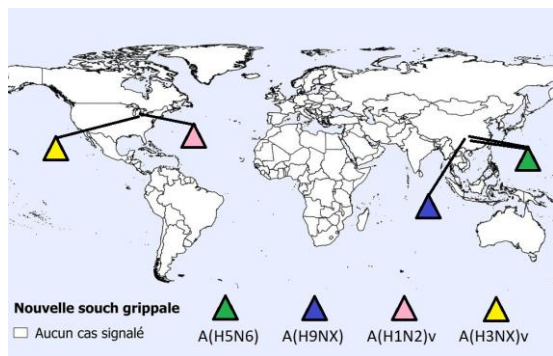 Nouvelle souch grippale
Aucun cas signalé
A(H5N6)
A(H9NX)
A(H1N2)v
A(H3NX)v